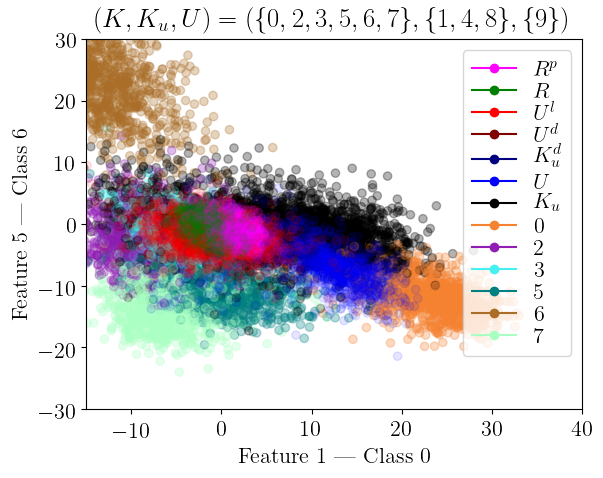 (K, K_u, U) = ({0, 2, 3, 5, 6, 7}, {1, 4, 8}, {9})
30
20
10
0
−10
−20
−30
Feature 5 — Class 6
R^p
R
U^l
U^d
K_u^d
U
K_u
0
2
3
5
6
7
−10
0
10
20
30
40
Feature 1 — Class 0